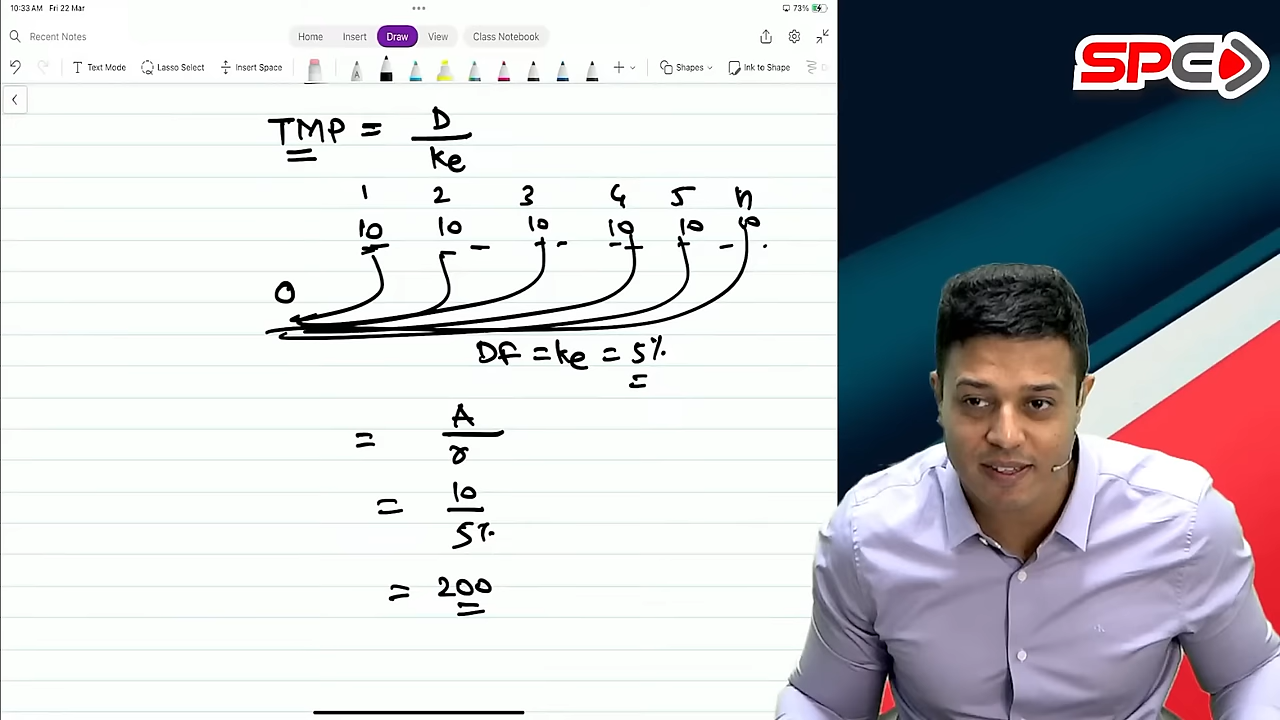 10:33 AM Fri 22 Mar
73%
Recent Notes
Home Insert Draw View Class Notebook
Text Mode Lasso Select Insert Space Shapes Ink to Shape
SPC
TMP = D
ke
1 2 3 4 5 n
10 10 10 10 10 10
0
Df = ke = 5%
= A
r
= 10
5%
= 200